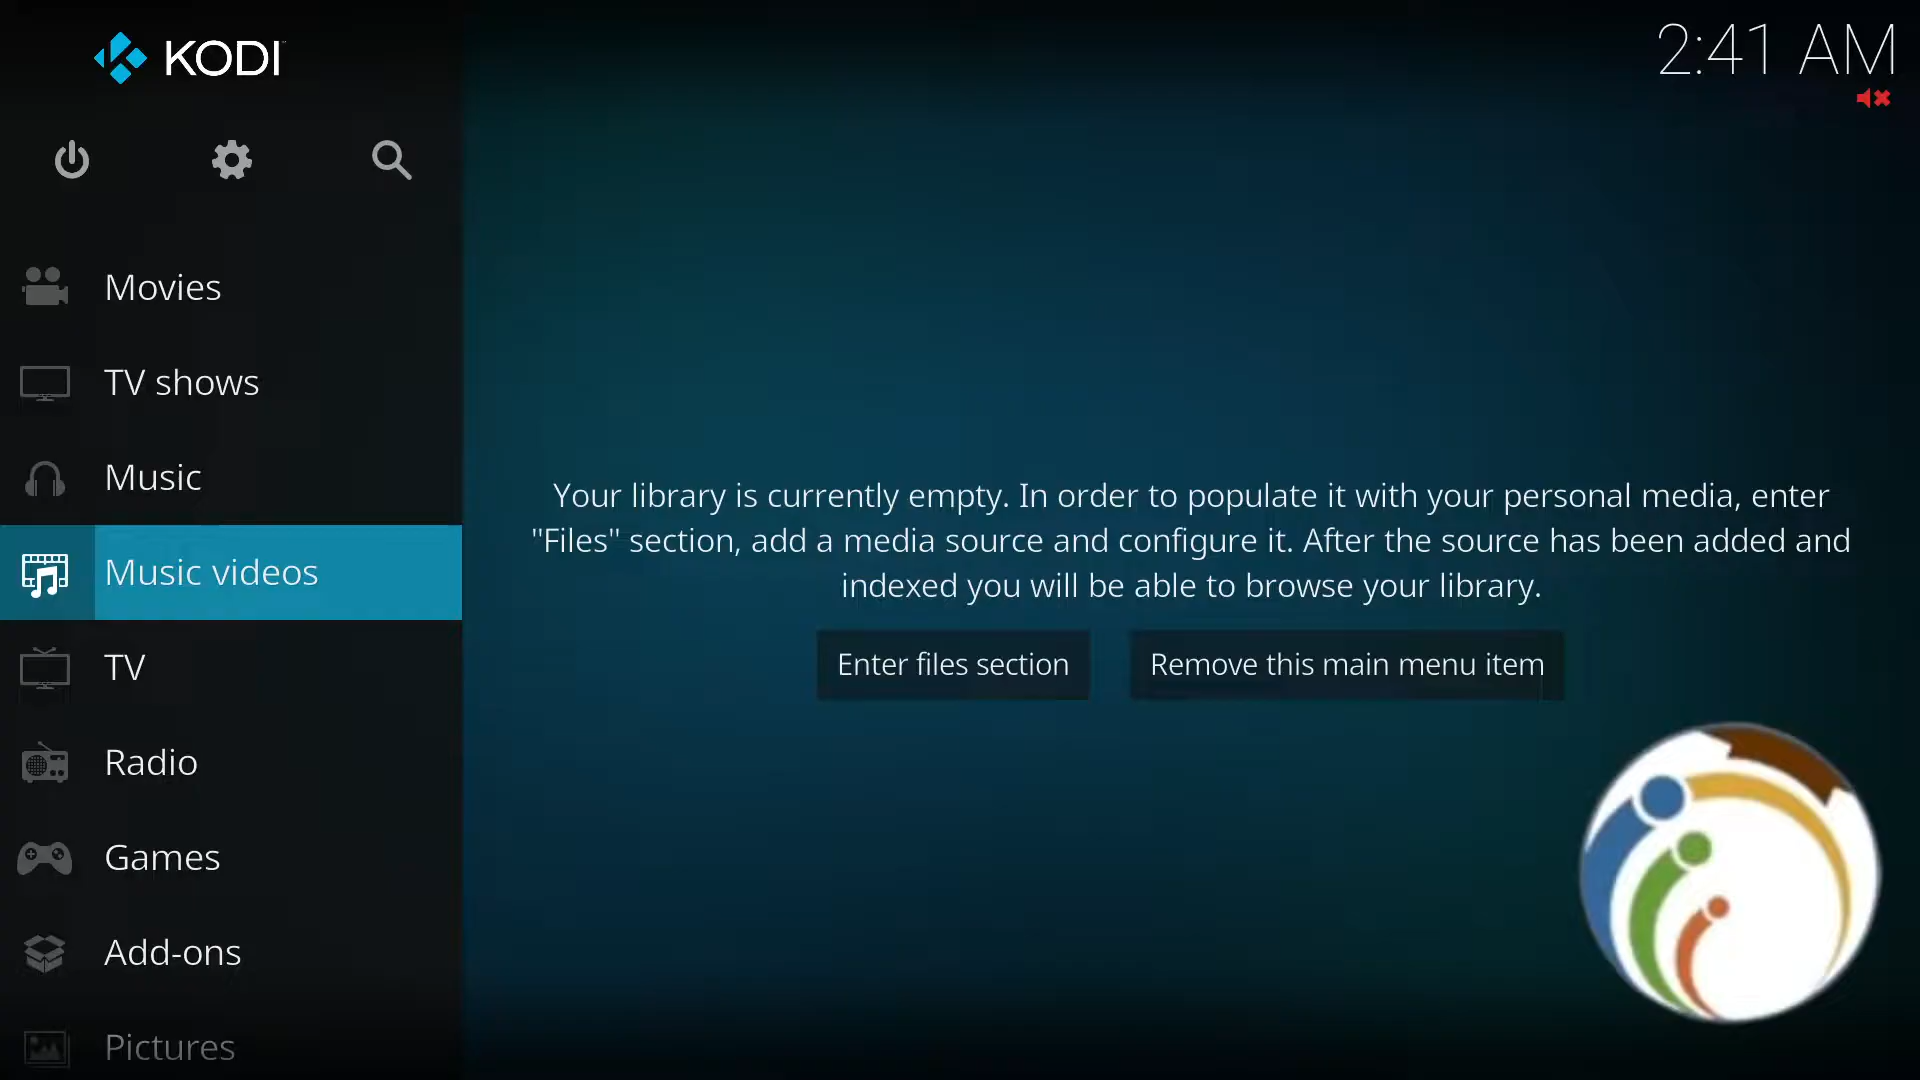 KODI
2:41 AM
Movies
TV shows
Music
Music videos
TV
Radio
Games
Add-ons
Pictures
Your library is currently empty. In order to populate it with your personal media, enter
"Files" section, add a media source and configure it. After the source has been added and
indexed you will be able to browse your library.
Enter files section
Remove this main menu item